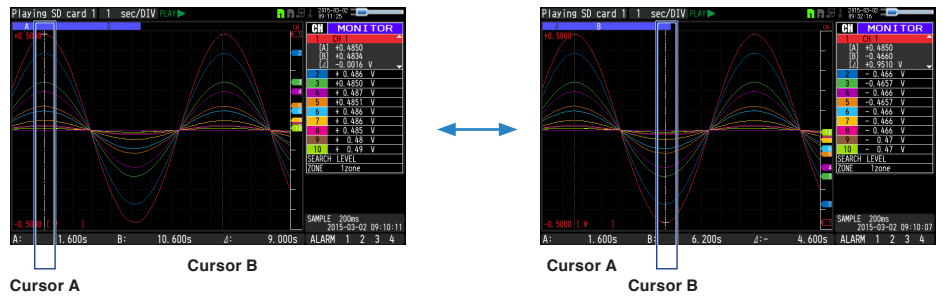 Playing SD card 1 1 sec/DIV PLAY 2015-03-02 09:11:25
A
+0.5000
CH MONITOR
1 CH 1
[A] +0.4850
[B] +0.4834
[⊿] -0.0016 V
2 + 0.486 V
3 +0.4850 V
4 + 0.487 V
5 +0.4851 V
6 + 0.486 V
7 + 0.486 V
8 + 0.485 V
9 + 0.48 V
10 + 0.49 V
SEARCH LEVEL
ZONE 1zone
-0.5000 [ V ]
SAMPLE 200ms
2015-03-02 09:10:11
A: 1.600s B: 10.600s ⊿: 9.000s ALARM 1 2 3 4
Cursor B
Cursor A
Playing SD card 1 1 sec/DIV PLAY 2015-03-02 09:32:16
B
+0.5000
CH MONITOR
1 CH 1
[A] +0.4850
[B] -0.4660
[⊿] +0.9510 V
2 - 0.466 V
3 -0.4657 V
4 - 0.466 V
5 -0.4657 V
6 - 0.466 V
7 - 0.466 V
8 - 0.466 V
9 - 0.47 V
10 - 0.47 V
SEARCH LEVEL
ZONE 1zone
-0.5000 [ V ]
SAMPLE 200ms
2015-03-02 09:10:07
A: 1.600s B: 6.200s ⊿:- 4.600s ALARM 1 2 3 4
Cursor A
Cursor B